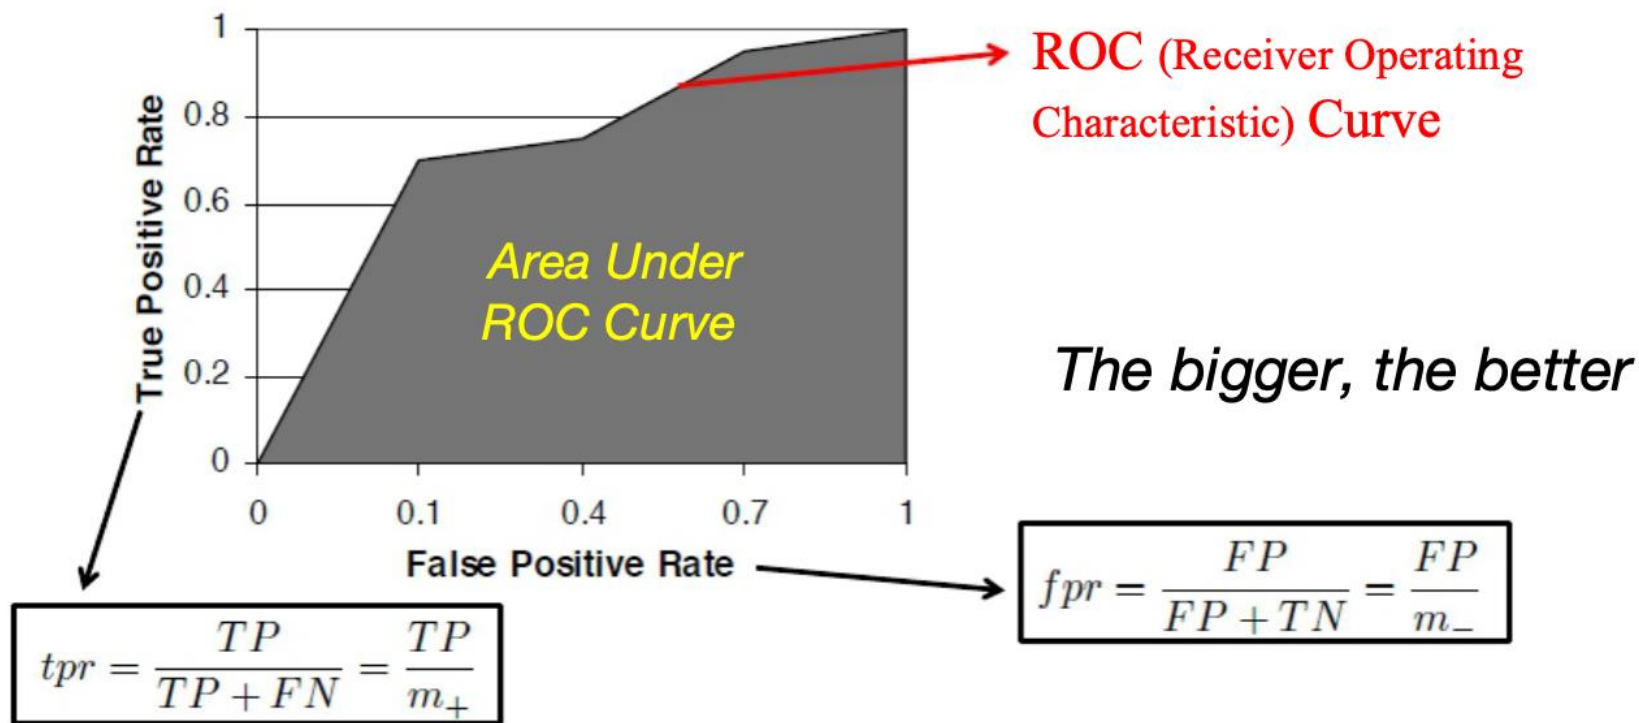 1
0.8
0.6
0.4
0.2
0
True Positive Rate
0 0.1 0.4 0.7 1
False Positive Rate
Area Under
ROC Curve
ROC (Receiver Operating
Characteristic) Curve
The bigger, the better
tpr = TP / (TP + FN) = TP / m₊
fpr = FP / (FP + TN) = FP / m₋